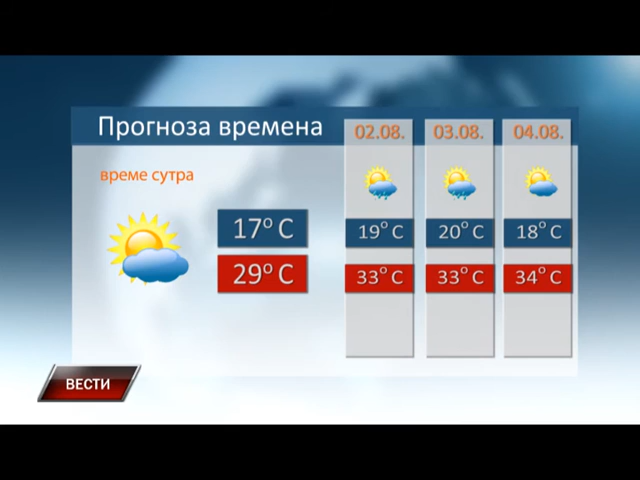 Прогноза времена
време сутра
17° C
29° C
02.08.
19° C
33° C
03.08.
20° C
33° C
04.08.
18° C
34° C
ВЕСТИ